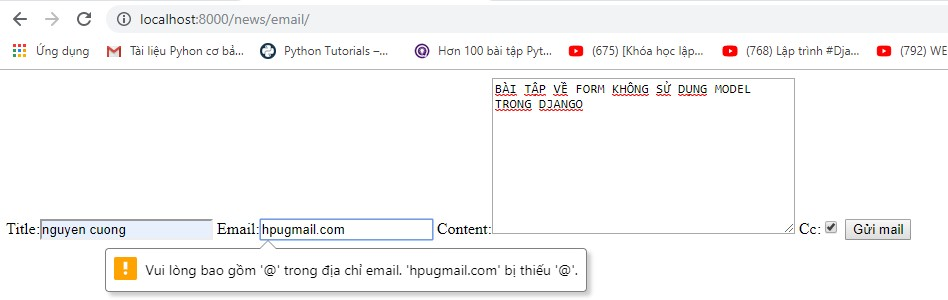 localhost:8000/news/email/
Ứng dụng Tài liệu Pyhon cơ bả... Python Tutorials –... Hơn 100 bài tập Pyt... (675) [Khóa học lập... (768) Lập trình #Dja... (792) WE
BÀI TẬP VỀ FORM KHÔNG SỬ DỤNG MODEL
TRONG DJANGO
Title: nguyen cuong Email: hpugmail.com Content: Cc: Gửi mail
Vui lòng bao gồm '@' trong địa chỉ email. 'hpugmail.com' bị thiếu '@'.